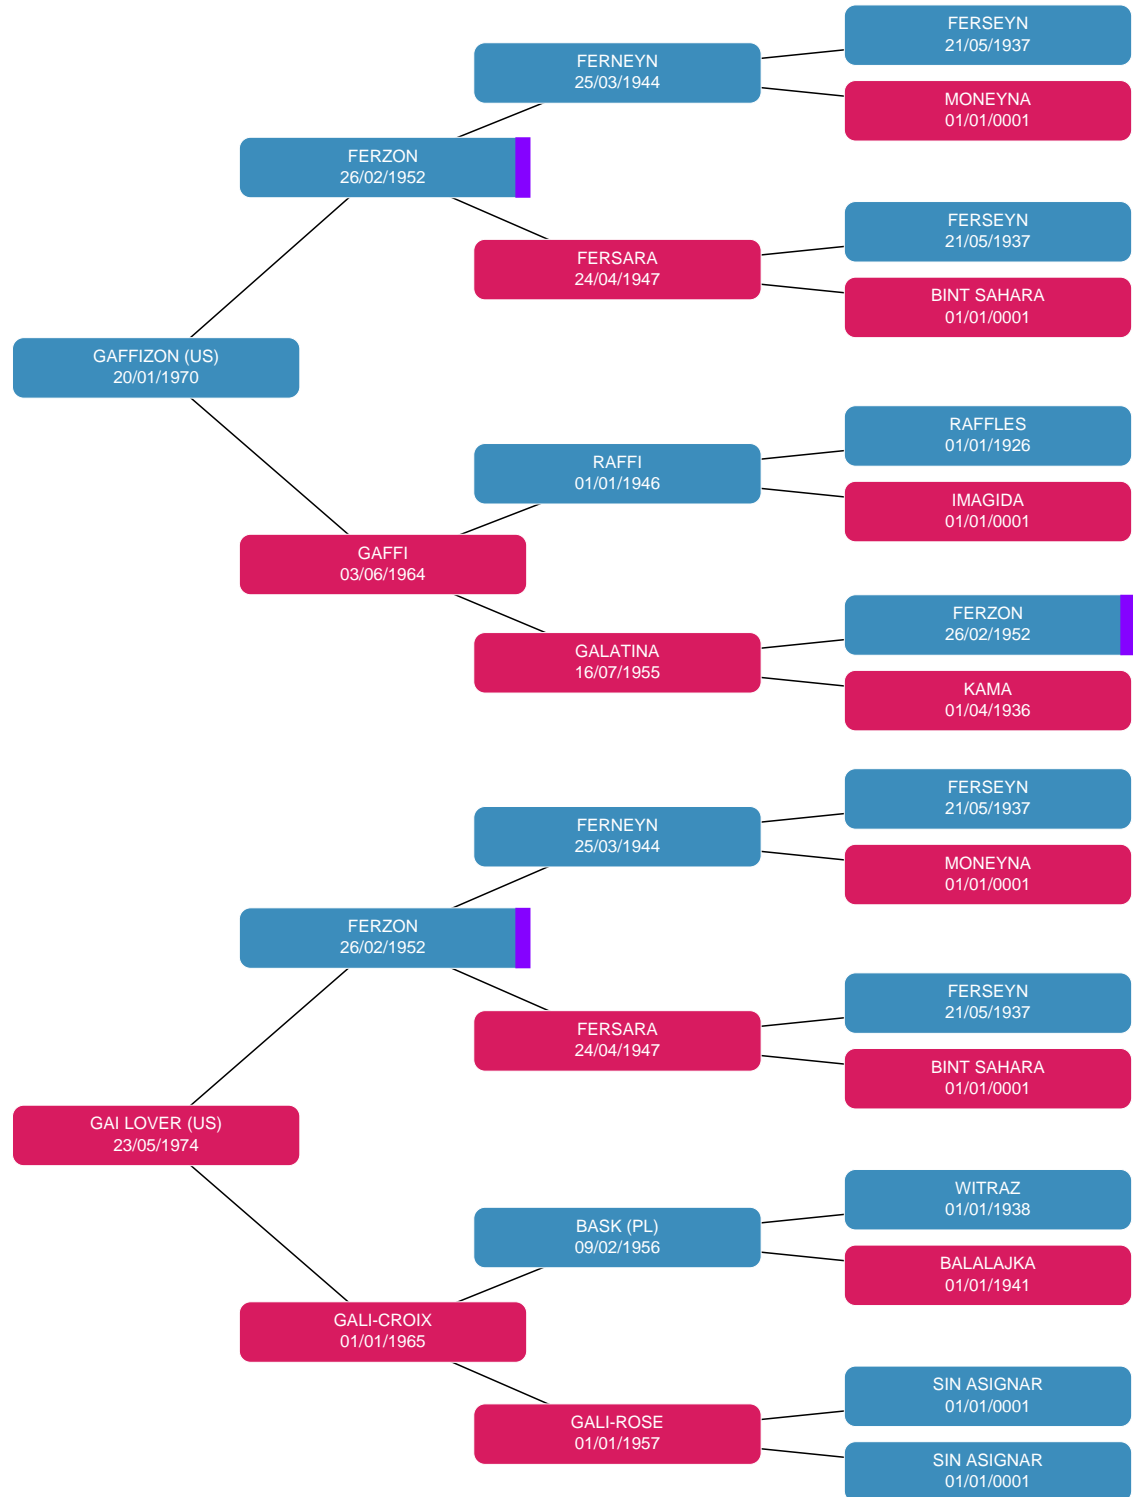 FERSEYN
21/05/1937
FERNEYN
25/03/1944
MONEYNA
01/01/0001
FERZON
26/02/1952
FERSEYN
21/05/1937
FERSARA
24/04/1947
BINT SAHARA
01/01/0001
GAFFIZON (US)
20/01/1970
RAFFLES
01/01/1926
RAFFI
01/01/1946
IMAGIDA
01/01/0001
GAFFI
03/06/1964
FERZON
26/02/1952
GALATINA
16/07/1955
KAMA
01/04/1936
FERSEYN
21/05/1937
FERNEYN
25/03/1944
MONEYNA
01/01/0001
FERZON
26/02/1952
FERSEYN
21/05/1937
FERSARA
24/04/1947
BINT SAHARA
01/01/0001
GAI LOVER (US)
23/05/1974
WITRAZ
01/01/1938
BASK (PL)
09/02/1956
BALALAJKA
01/01/1941
GALI-CROIX
01/01/1965
SIN ASIGNAR
01/01/0001
GALI-ROSE
01/01/1957
SIN ASIGNAR
01/01/0001